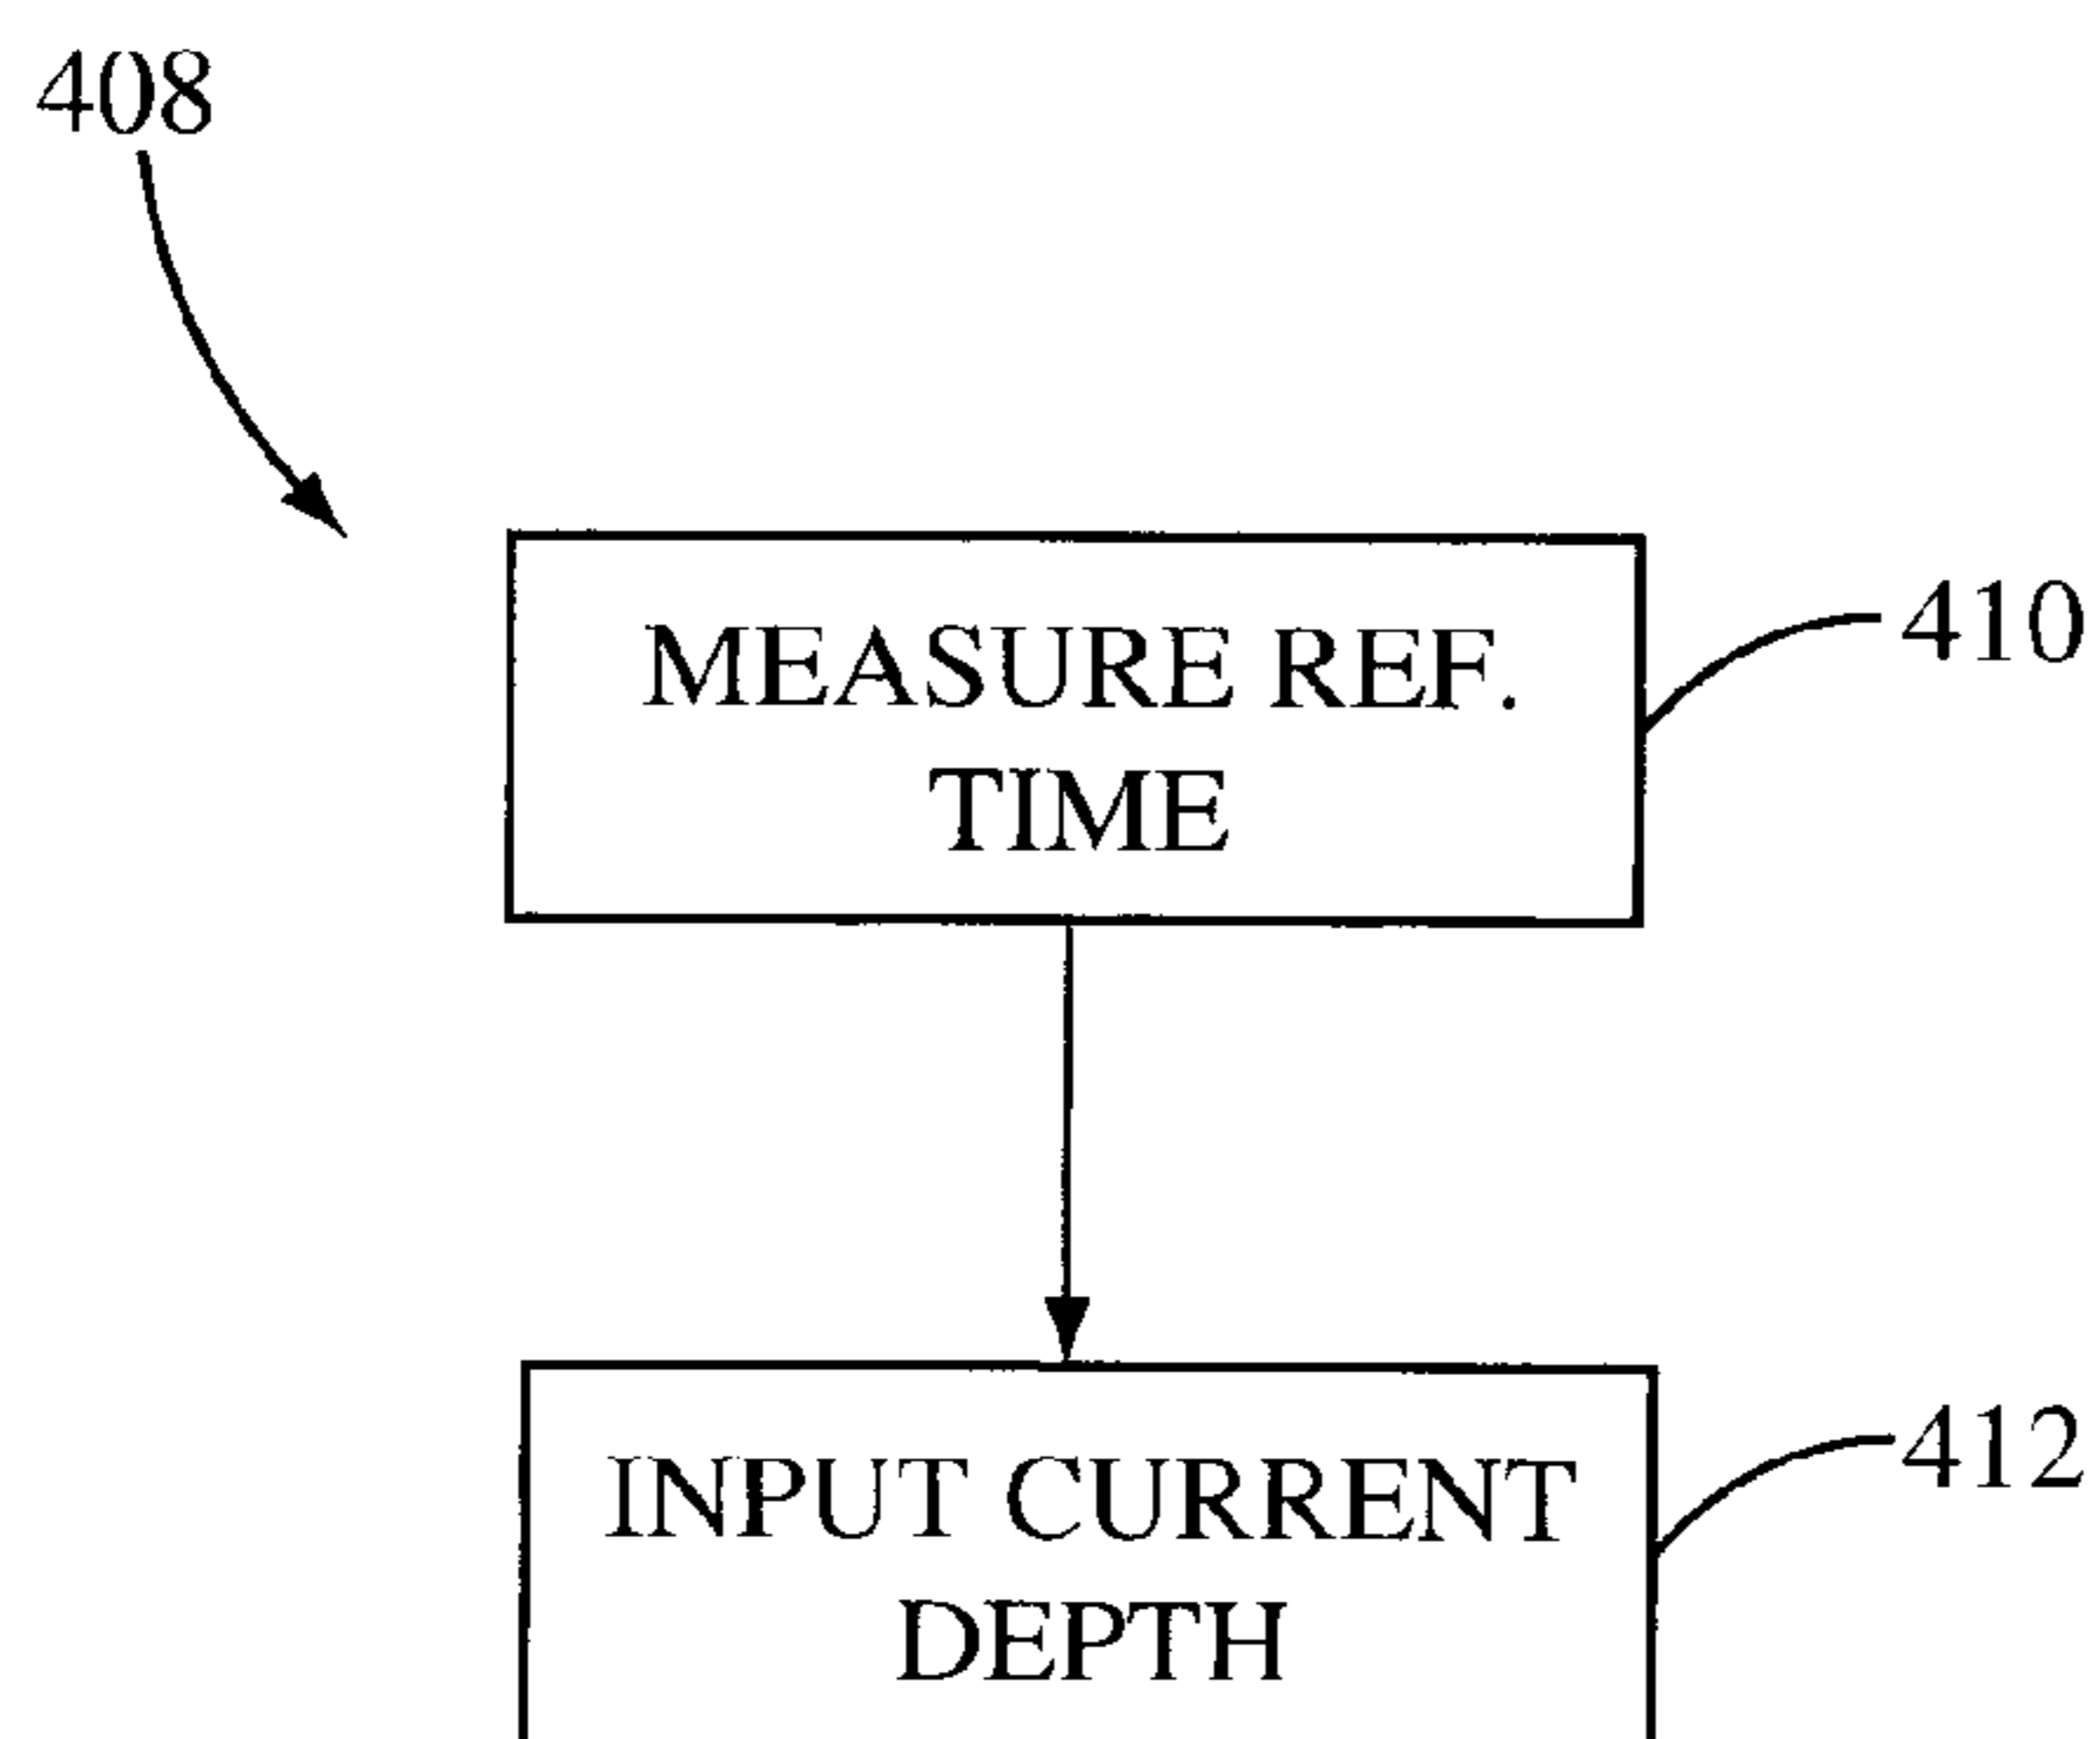 408
MEASURE REF.
TIME
410
INPUT CURRENT
DEPTH
412